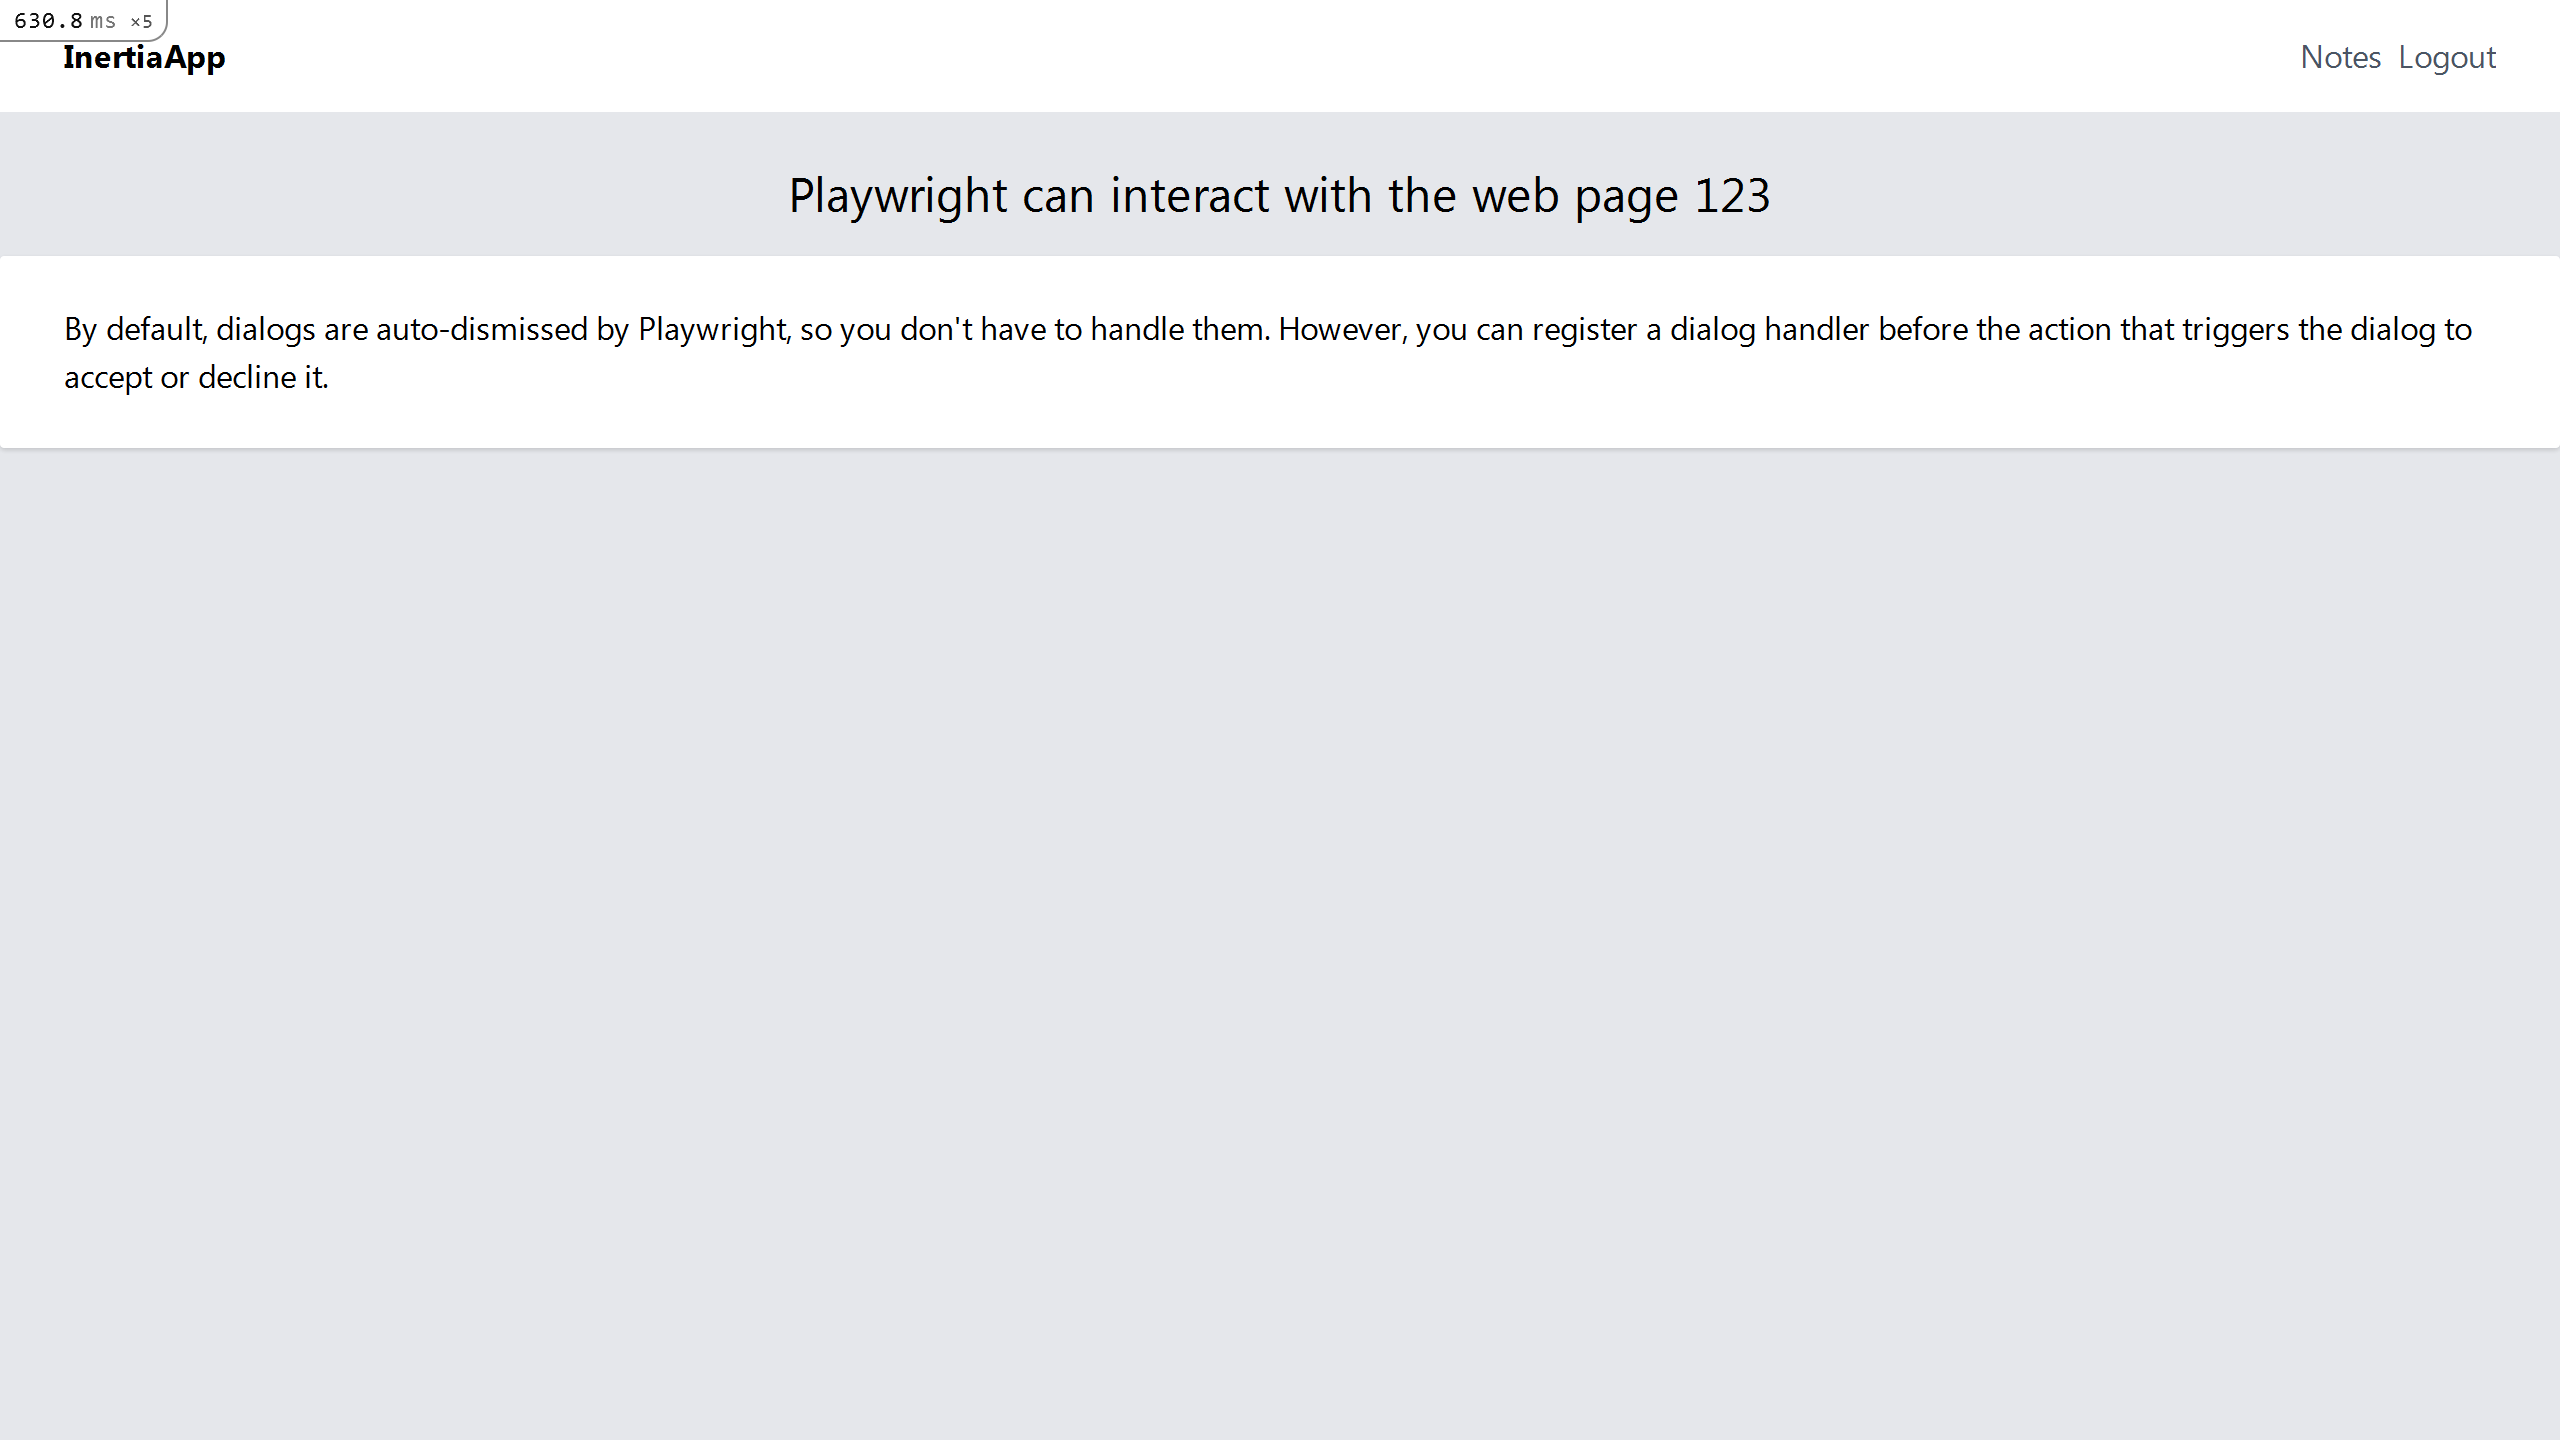 630.8 ms ×5
InertiaApp
Notes Logout
Playwright can interact with the web page 123
By default, dialogs are auto-dismissed by Playwright, so you don't have to handle them. However, you can register a dialog handler before the action that triggers the dialog to
accept or decline it.